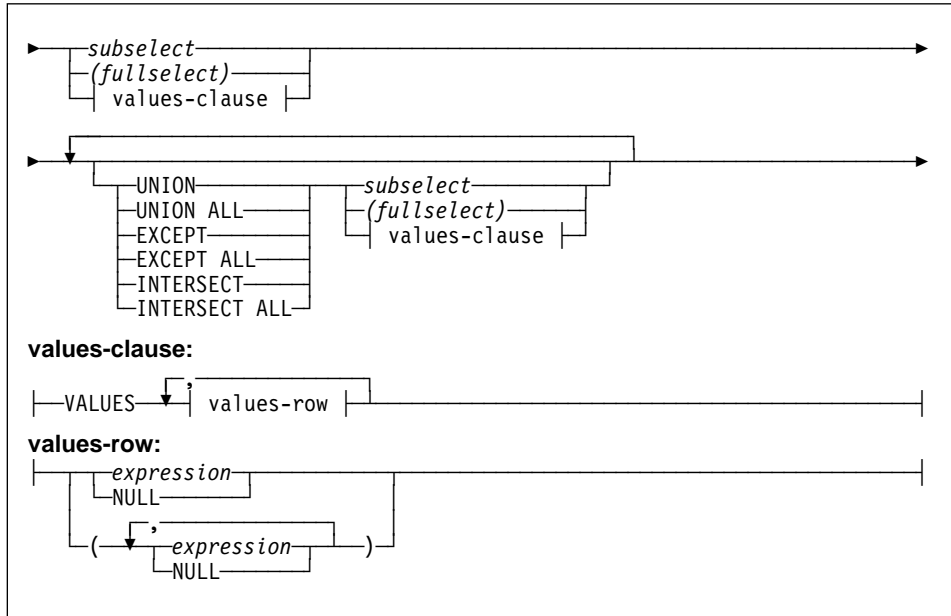 subselect
(fullselect)
values-clause
UNION subselect
UNION ALL (fullselect)
EXCEPT values-clause
EXCEPT ALL
INTERSECT
INTERSECT ALL
values-clause:
,
VALUES values-row
values-row:
expression
NULL
,
( expression )
NULL